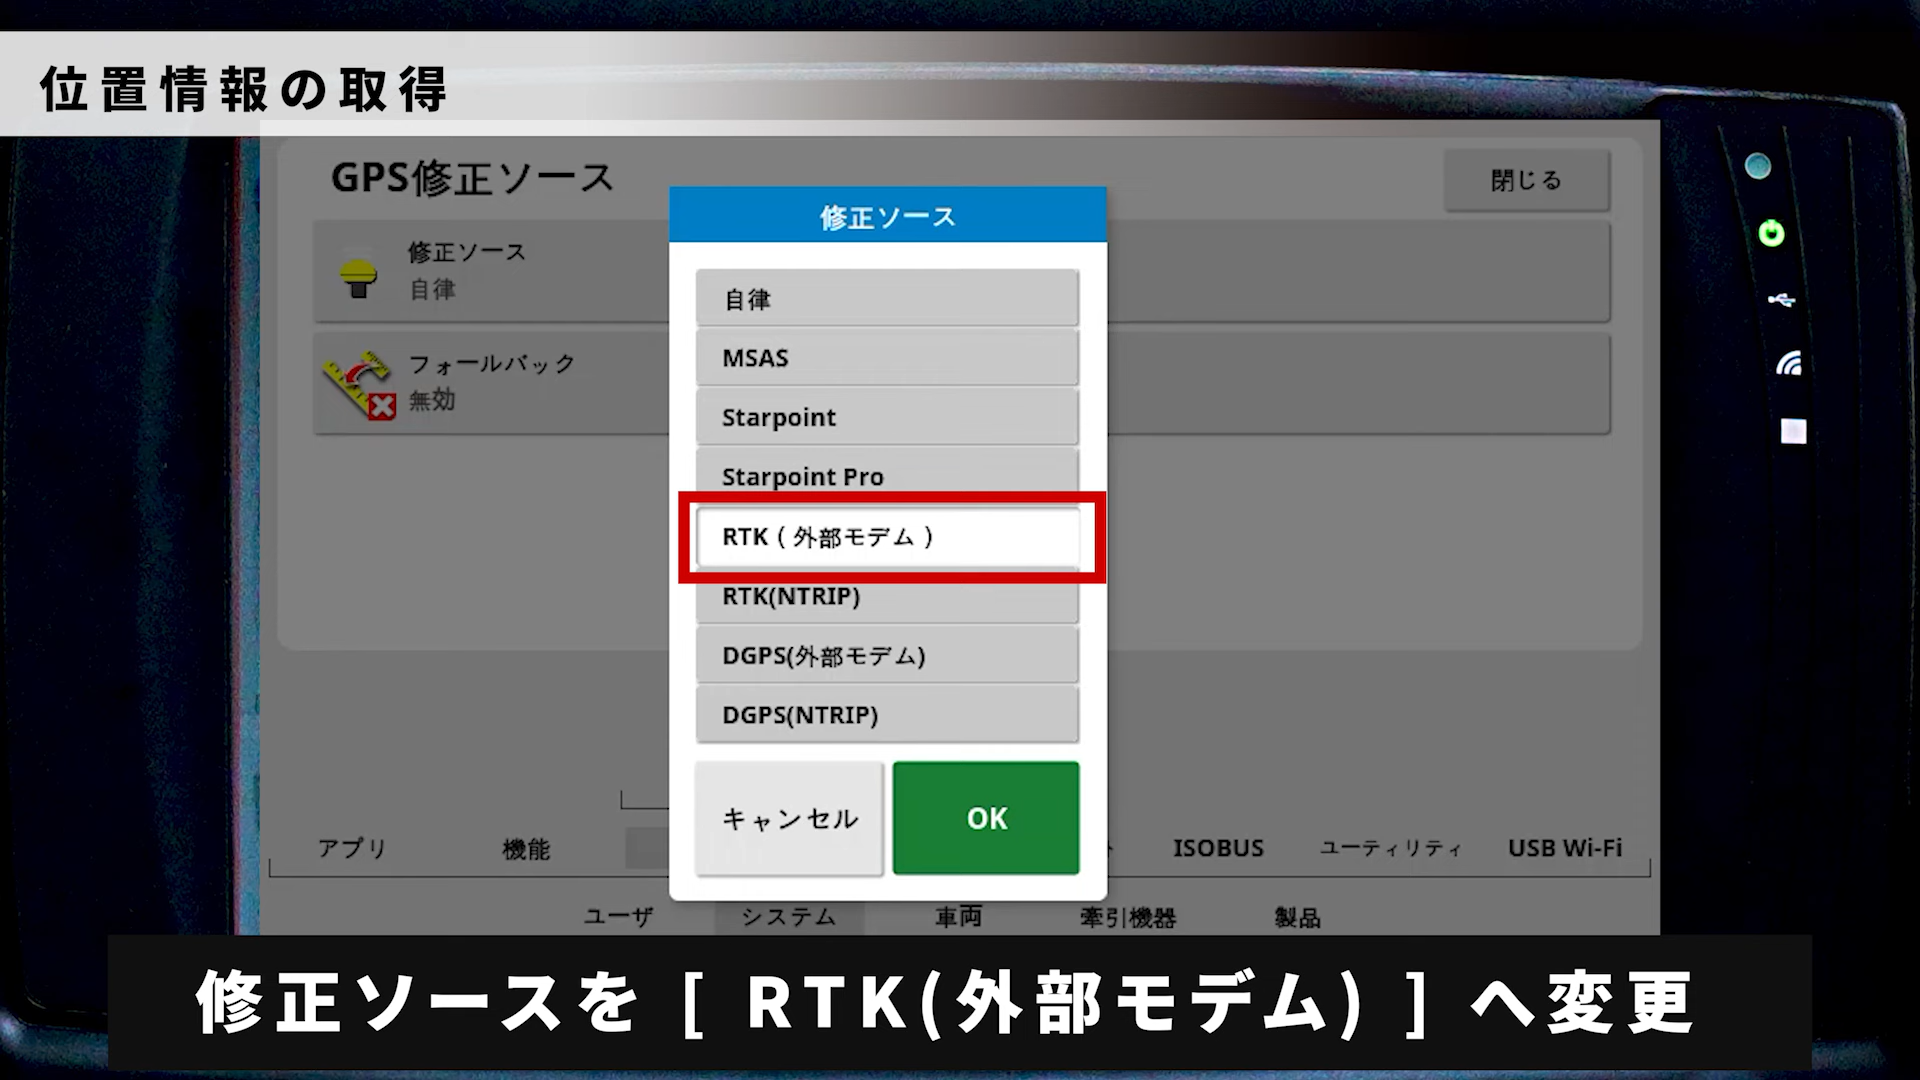 位置情報の取得
GPS修正ソース
閉じる
修正ソース
自律
フォールバック
無効
修正ソース
自律
MSAS
Starpoint
Starpoint Pro
RTK ( 外部モデム )
RTK(NTRIP)
DGPS(外部モデム)
DGPS(NTRIP)
キャンセル
OK
アプリ
機能
ISOBUS
ユーティリティ
USB Wi-Fi
ユーザ
システム
車両
牽引機器
製品
修正ソースを [ RTK(外部モデム) ] へ変更